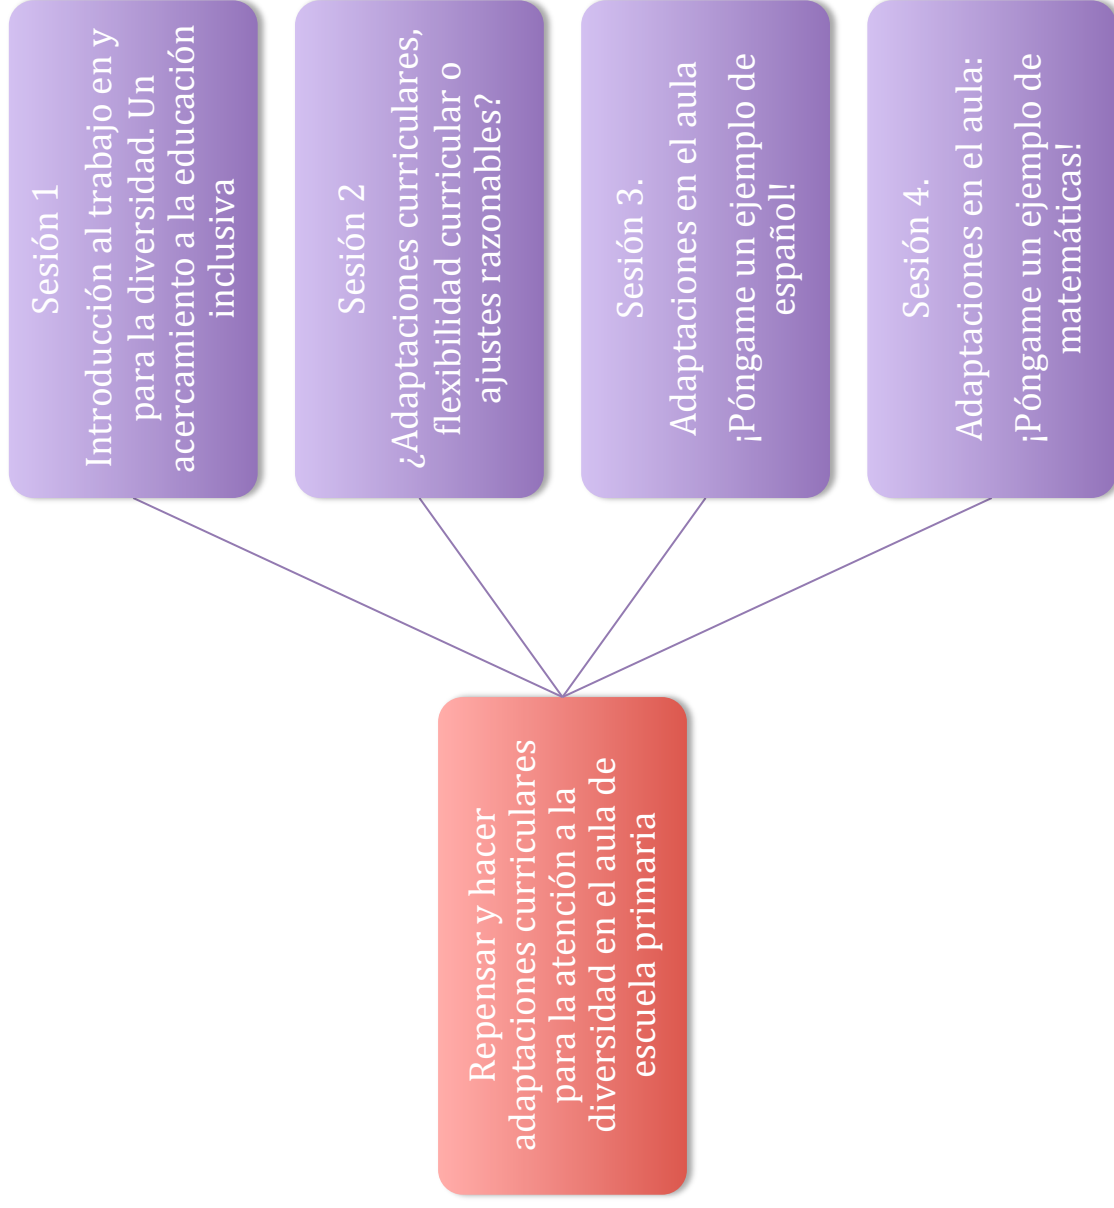 Repensar y hacer
adaptaciones curriculares
para la atención a la
diversidad en el aula de
escuela primaria
Sesión 1
Introducción al trabajo en y
para la diversidad. Un
acercamiento a la educación
inclusiva
Sesión 2
¿Adaptaciones curriculares,
flexibilidad curricular o
ajustes razonables?
Sesión 3.
Adaptaciones en el aula
¡Póngame un ejemplo de
español!
Sesión 4.
Adaptaciones en el aula:
¡Póngame un ejemplo de
matemáticas!